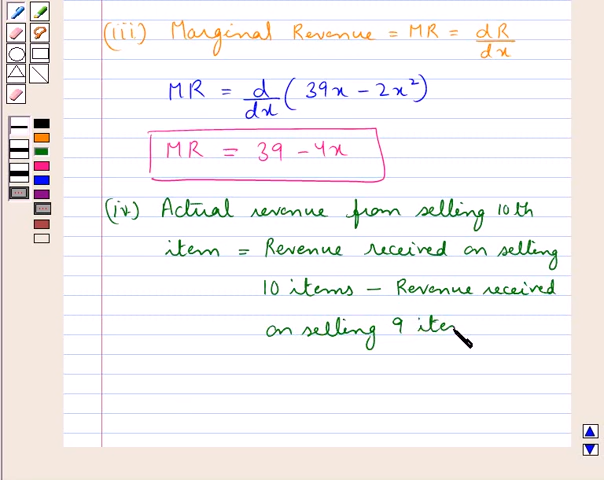 (iii) Marginal Revenue = MR = dR/dx
MR = d/dx ( 39x − 2x² )
MR = 39 − 4x
(iv) Actual revenue from selling 10th
item = Revenue received on selling
10 items − Revenue received
on selling 9 ite